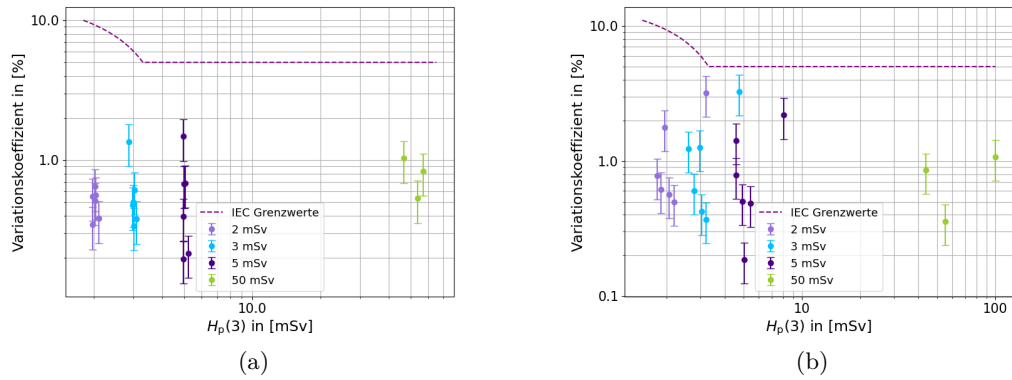 10.0
1.0
Variationskoeffizient in [%]
IEC Grenzwerte
2 mSv
3 mSv
5 mSv
50 mSv
10.0
Hp(3) in [mSv]
(a)
10.0
1.0
0.1
Variationskoeffizient in [%]
IEC Grenzwerte
2 mSv
3 mSv
5 mSv
50 mSv
10
100
Hp(3) in [mSv]
(b)